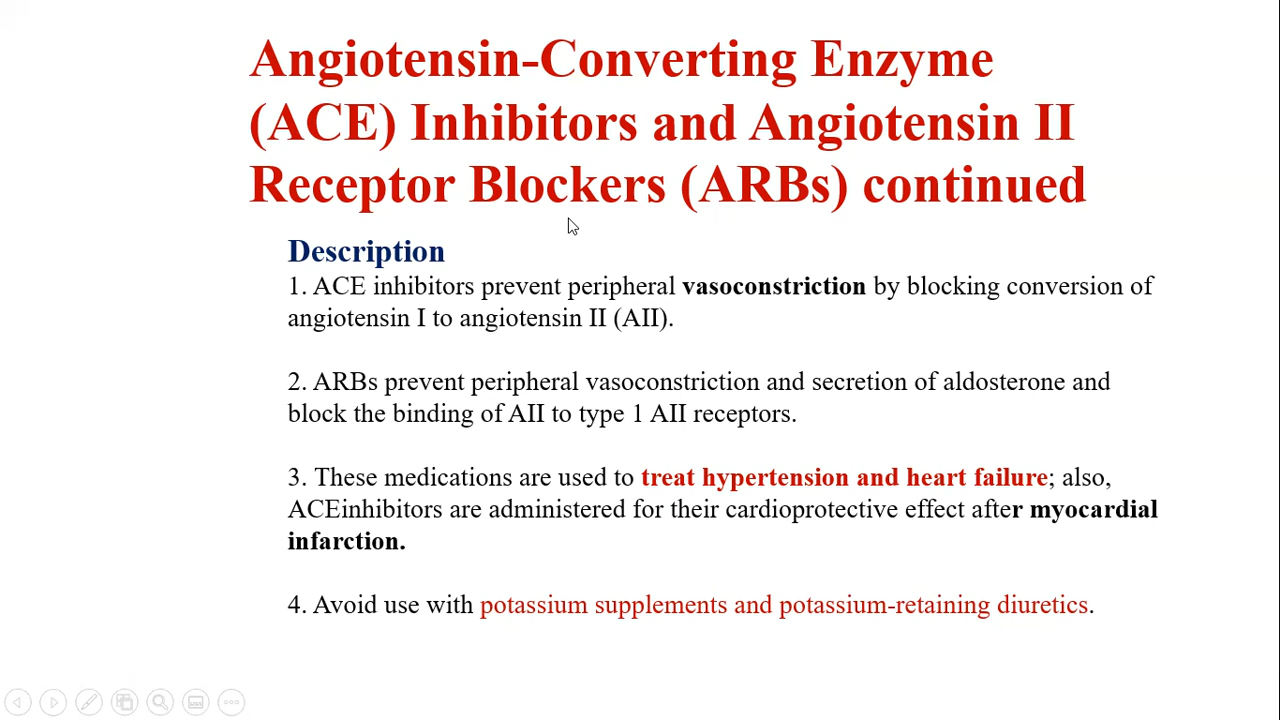 Angiotensin-Converting Enzyme
(ACE) Inhibitors and Angiotensin II
Receptor Blockers (ARBs) continued
Description
1. ACE inhibitors prevent peripheral vasoconstriction by blocking conversion of
angiotensin I to angiotensin II (AII).
2. ARBs prevent peripheral vasoconstriction and secretion of aldosterone and
block the binding of AII to type 1 AII receptors.
3. These medications are used to treat hypertension and heart failure; also,
ACEinhibitors are administered for their cardioprotective effect after myocardial
infarction.
4. Avoid use with potassium supplements and potassium-retaining diuretics.